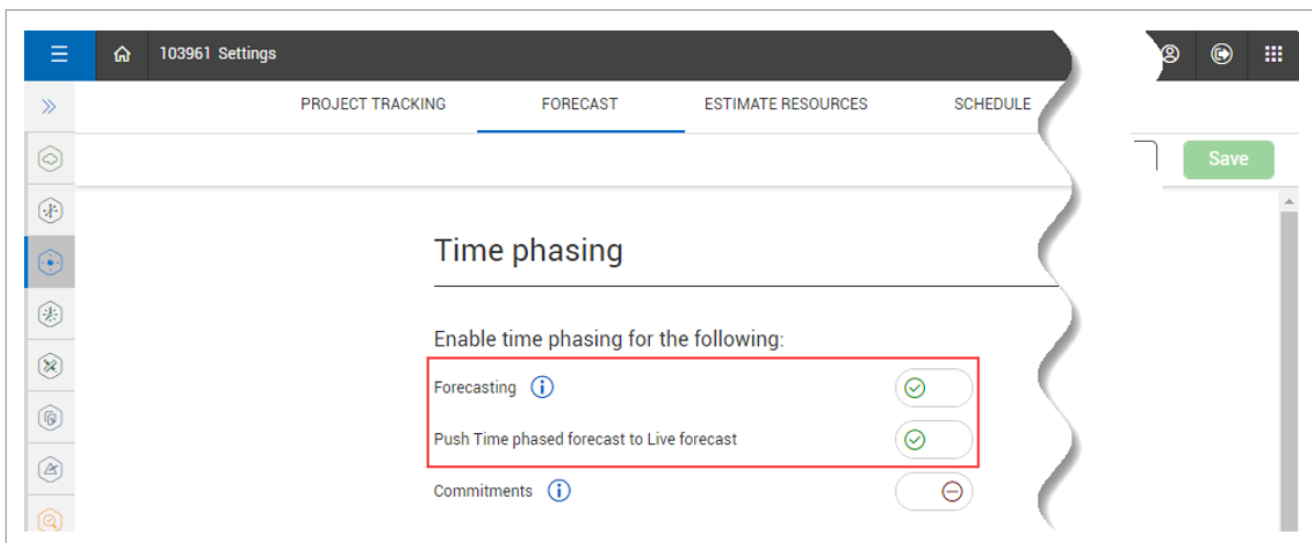 103961 Settings
PROJECT TRACKING FORECAST ESTIMATE RESOURCES SCHEDULE
Save
Time phasing
Enable time phasing for the following:
Forecasting
Push Time phased forecast to Live forecast
Commitments